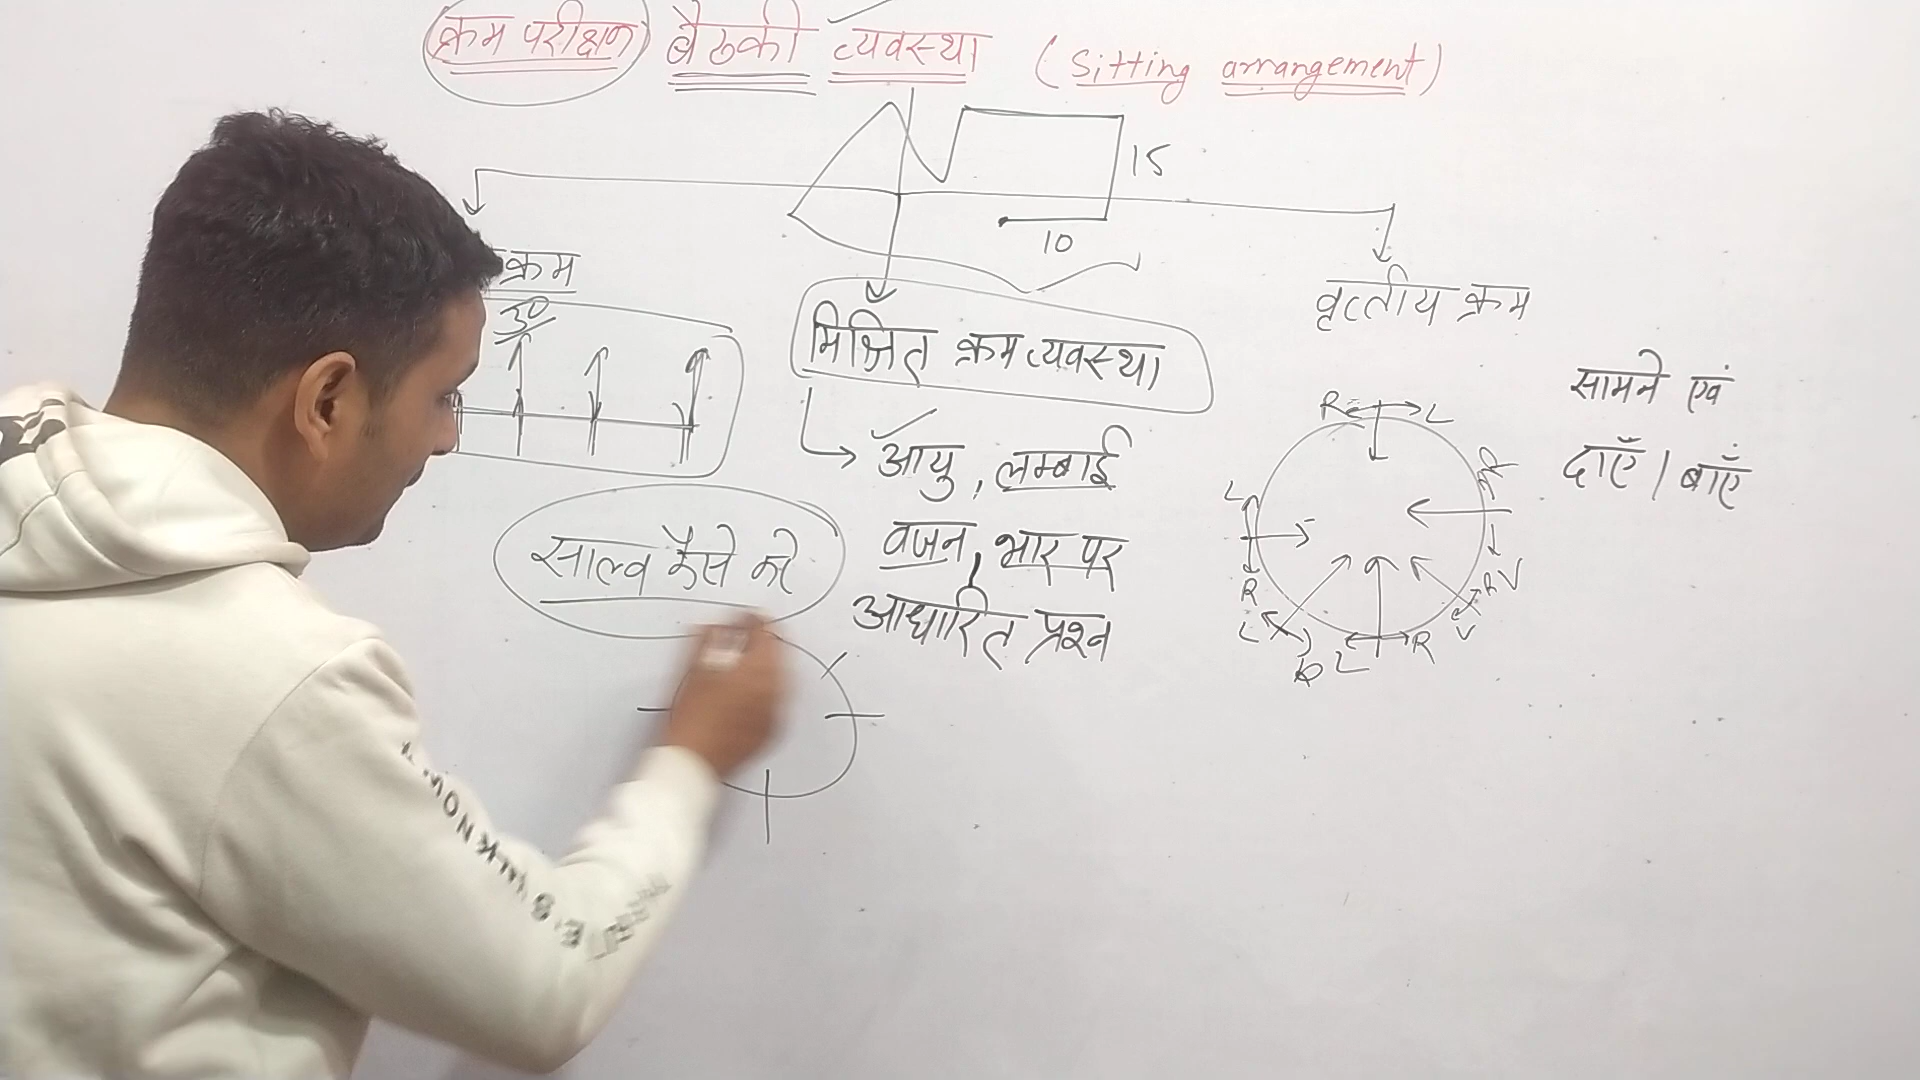 क्रम परीक्षण बैठकी व्यवस्था (Sitting arrangement)
15
10
क्रम
उ०
मिश्रित क्रम व्यवस्था
वृत्तीय क्रम
आयु, लम्बाई
वजन, भार पर
आधारित प्रश्न
साल्व कैसे करे
सामने एवं
दाएँ / बाएँ
R L
L
R
L
L R
R
V